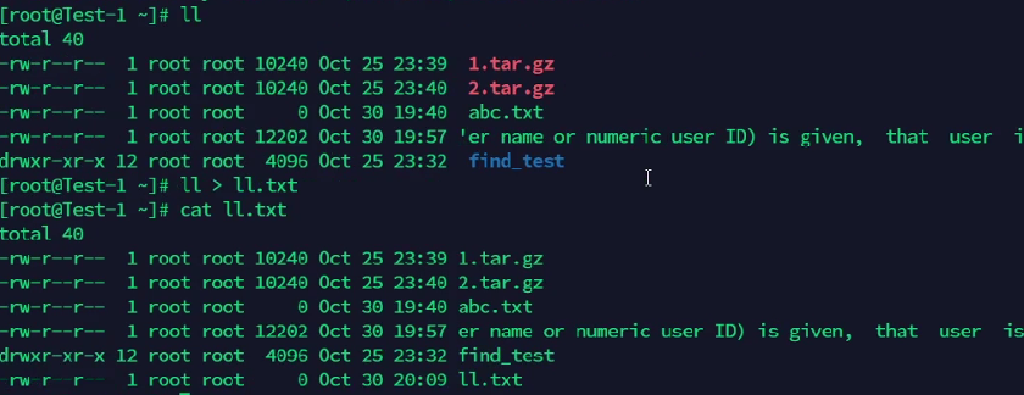 [root@Test-1 ~]# ll
total 40
-rw-r--r--  1 root root 10240 Oct 25 23:39  1.tar.gz
-rw-r--r--  1 root root 10240 Oct 25 23:40  2.tar.gz
-rw-r--r--  1 root root     0 Oct 30 19:40  abc.txt
-rw-r--r--  1 root root 12202 Oct 30 19:57 'er name or numeric user ID) is given,  that  user  i
drwxr-xr-x 12 root root  4096 Oct 25 23:32  find_test
[root@Test-1 ~]# ll > ll.txt
[root@Test-1 ~]# cat ll.txt
total 40
-rw-r--r--  1 root root 10240 Oct 25 23:39 1.tar.gz
-rw-r--r--  1 root root 10240 Oct 25 23:40 2.tar.gz
-rw-r--r--  1 root root     0 Oct 30 19:40 abc.txt
-rw-r--r--  1 root root 12202 Oct 30 19:57 er name or numeric user ID) is given,  that  user  is
drwxr-xr-x 12 root root  4096 Oct 25 23:32 find_test
-rw-r--r--  1 root root     0 Oct 30 20:09 ll.txt